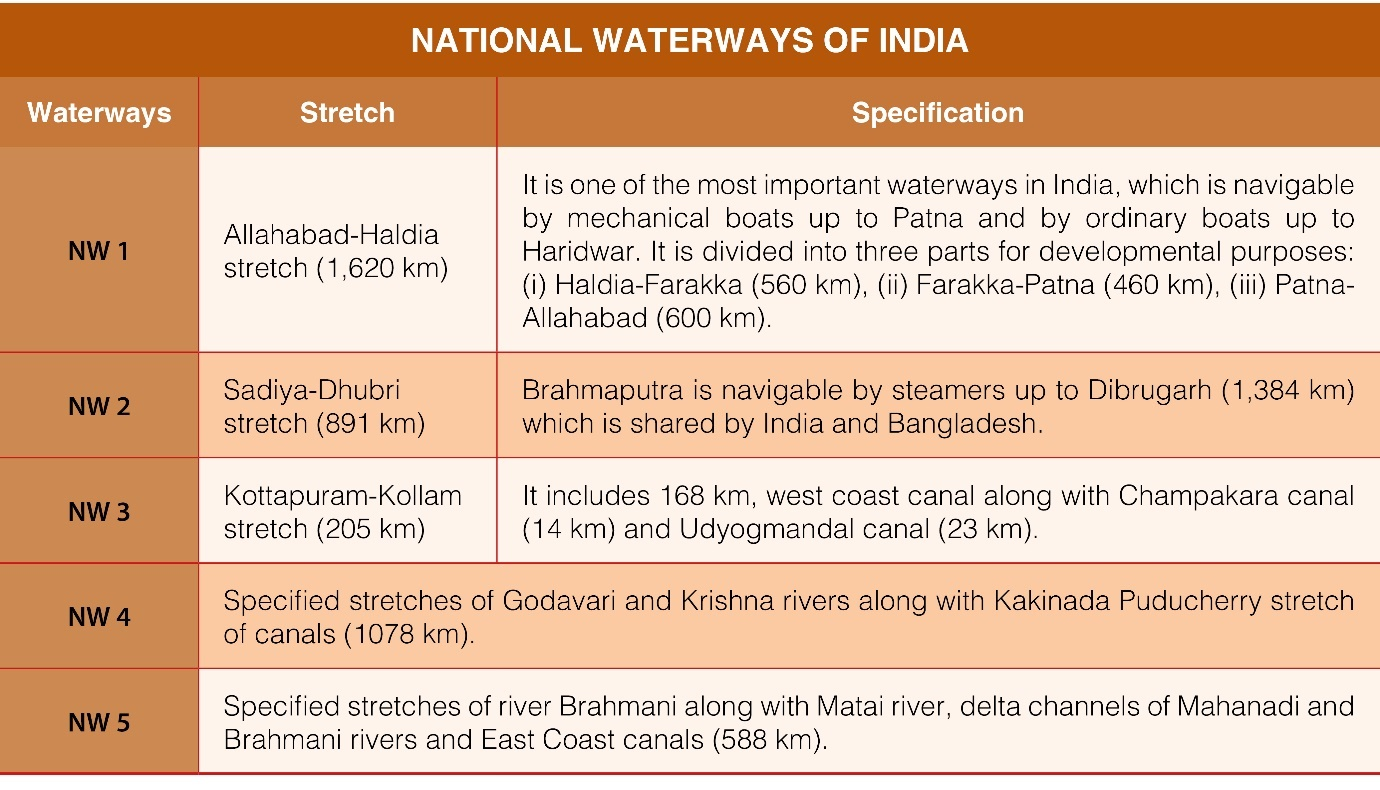 NATIONAL WATERWAYS OF INDIA
Waterways Stretch Specification
NW 1
Allahabad-Haldia
stretch (1,620 km)
It is one of the most important waterways in India, which is navigable
by mechanical boats up to Patna and by ordinary boats up to
Haridwar. It is divided into three parts for developmental purposes:
(i) Haldia-Farakka (560 km), (ii) Farakka-Patna (460 km), (iii) Patna-
Allahabad (600 km).
NW 2
Sadiya-Dhubri
stretch (891 km)
Brahmaputra is navigable by steamers up to Dibrugarh (1,384 km)
which is shared by India and Bangladesh.
NW 3
Kottapuram-Kollam
stretch (205 km)
It includes 168 km, west coast canal along with Champakara canal
(14 km) and Udyogmandal canal (23 km).
NW 4
Specified stretches of Godavari and Krishna rivers along with Kakinada Puducherry stretch
of canals (1078 km).
NW 5
Specified stretches of river Brahmani along with Matai river, delta channels of Mahanadi and
Brahmani rivers and East Coast canals (588 km).